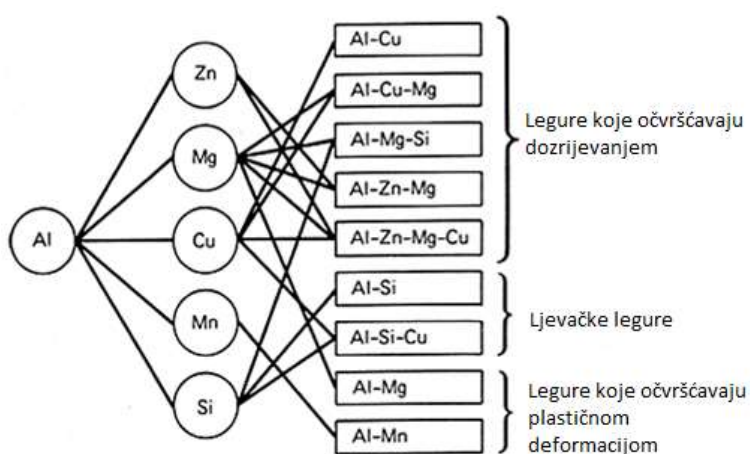 Al
Zn
Mg
Cu
Mn
Si
Al-Cu
Al-Cu-Mg
Al-Mg-Si
Al-Zn-Mg
Al-Zn-Mg-Cu
Al-Si
Al-Si-Cu
Al-Mg
Al-Mn
Legure koje očvršćavaju
dozrijevanjem
Ljevačke legure
Legure koje očvršćavaju
plastičnom
deformacijom